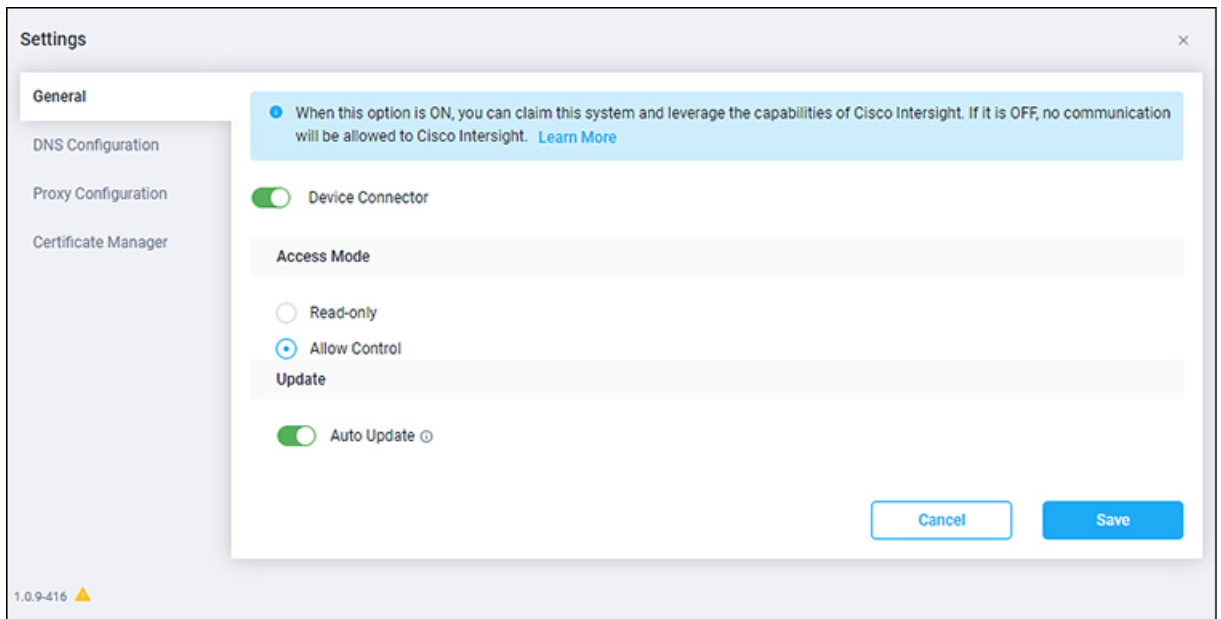 Settings
General
When this option is ON, you can claim this system and leverage the capabilities of Cisco Intersight. If it is OFF, no communication
will be allowed to Cisco Intersight. Learn More
DNS Configuration
Proxy Configuration
Device Connector
Certificate Manager
Access Mode
Read-only
Allow Control
Update
Auto Update
Cancel Save
1.0.9-416